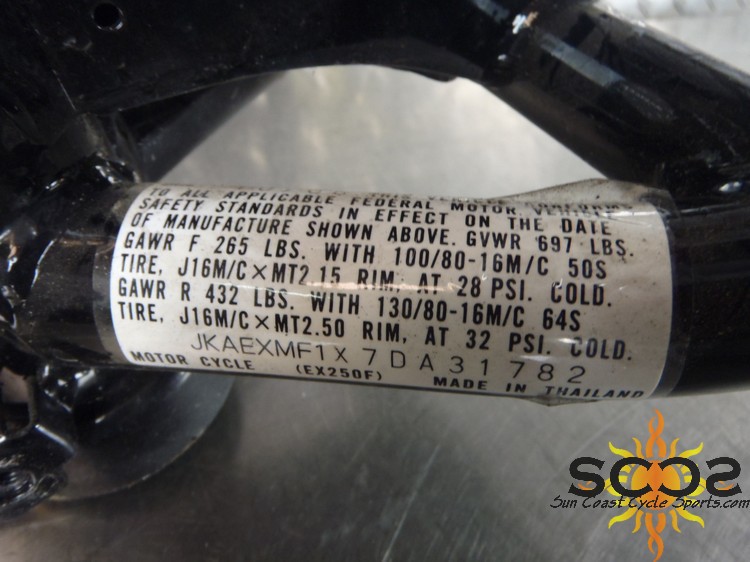 THIS VEHICLE CONFORMS
TO ALL APPLICABLE FEDERAL MOTOR VEHICLE
SAFETY STANDARDS IN EFFECT ON THE DATE
OF MANUFACTURE SHOWN ABOVE. GVWR 697 LBS.
GAWR F 265 LBS. WITH 100/80-16M/C 50S
TIRE, J16M/C×MT2 15 RIM, AT 28 PSI. COLD.
GAWR R 432 LBS. WITH 130/80-16M/C 64S
TIRE, J16M/C×MT2.50 RIM, AT 32 PSI. COLD.
JKAEXMF1X7DA31782
MOTOR CYCLE (EX250F) MADE IN THAILAND
SCCS
Sun Coast Cycle Sports.com